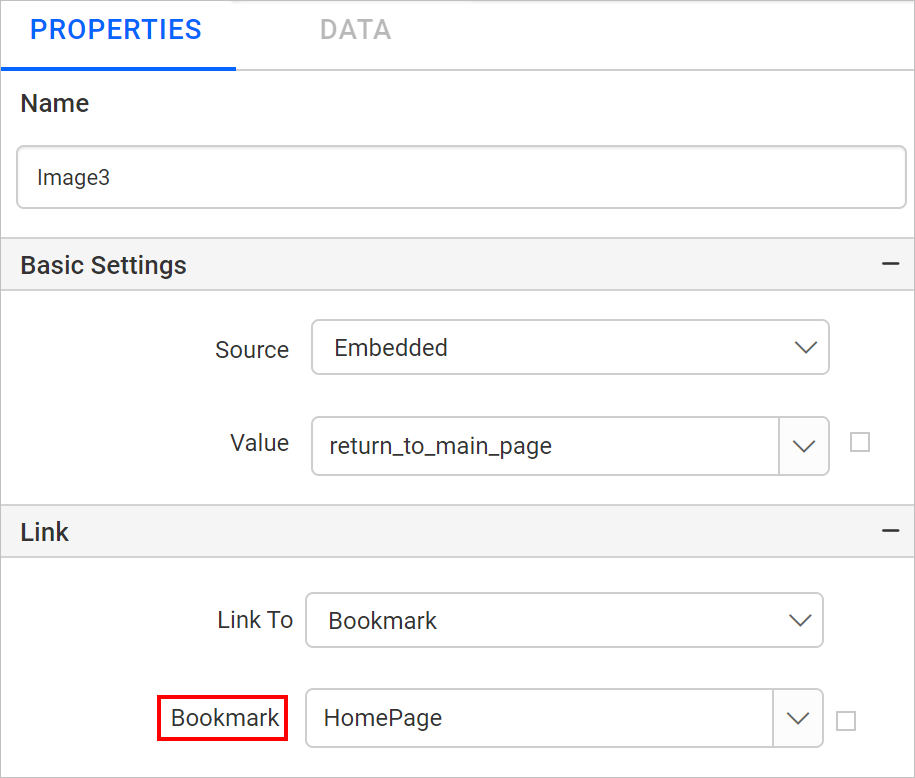 PROPERTIES DATA
Name
Image3
Basic Settings
Source Embedded
Value return_to_main_page
Link
Link To Bookmark
Bookmark HomePage